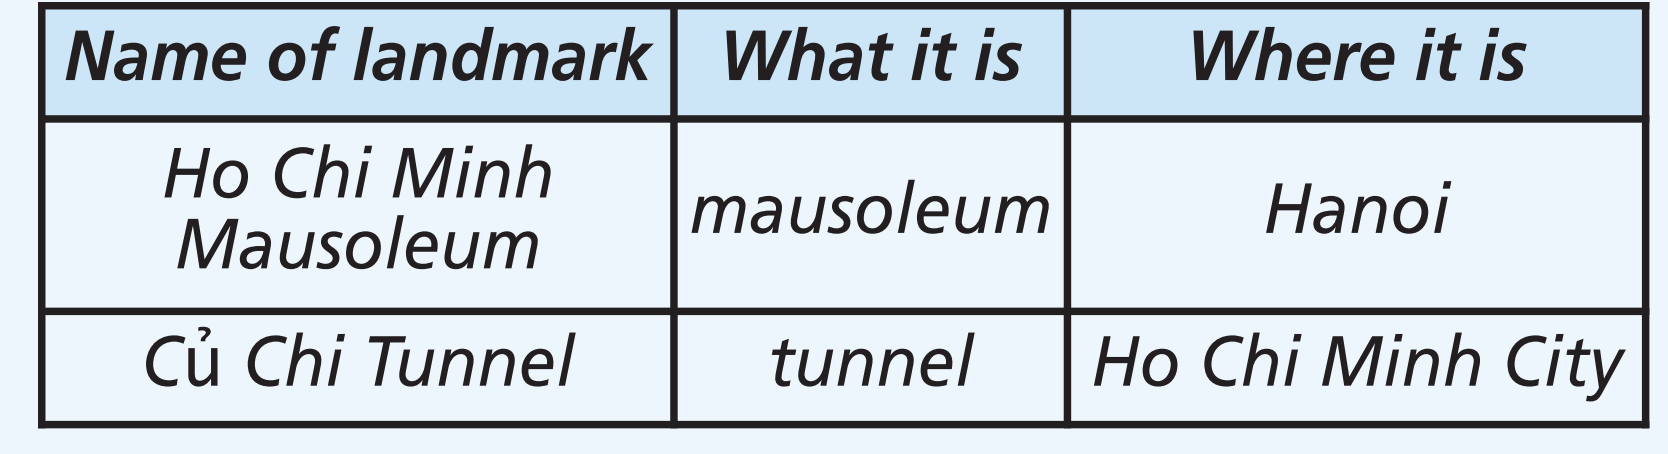 Name of landmark What it is Where it is
Ho Chi Minh
Mausoleum
mausoleum
Hanoi
Củ Chi Tunnel tunnel Ho Chi Minh City